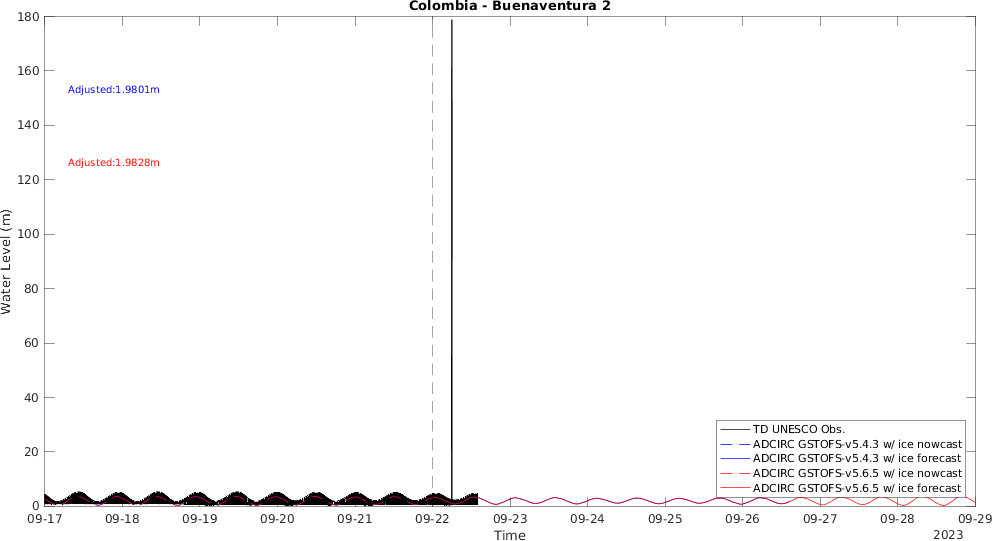 Colombia - Buenaventura 2
180
160
140
120
100
80
60
40
20
0
Water Level (m)
Adjusted:1.9801m
Adjusted:1.9828m
TD UNESCO Obs.
ADCIRC GSTOFS-v5.4.3 w/ ice nowcast
ADCIRC GSTOFS-v5.4.3 w/ ice forecast
ADCIRC GSTOFS-v5.6.5 w/ ice nowcast
ADCIRC GSTOFS-v5.6.5 w/ ice forecast
09-17 09-18 09-19 09-20 09-21 09-22 09-23 09-24 09-25 09-26 09-27 09-28 09-29
Time
2023